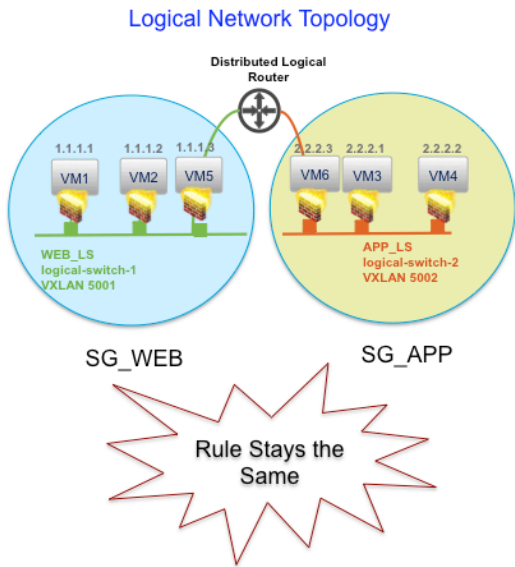 Logical Network Topology
Distributed Logical
Router
1.1.1.1
1.1.1.2
1.1.1.3
2.2.2.3
2.2.2.1
2.2.2.2
VM1
VM2
VM5
VM6
VM3
VM4
WEB_LS
logical-switch-1
VXLAN 5001
APP_LS
logical-switch-2
VXLAN 5002
SG_WEB
SG_APP
Rule Stays the
Same